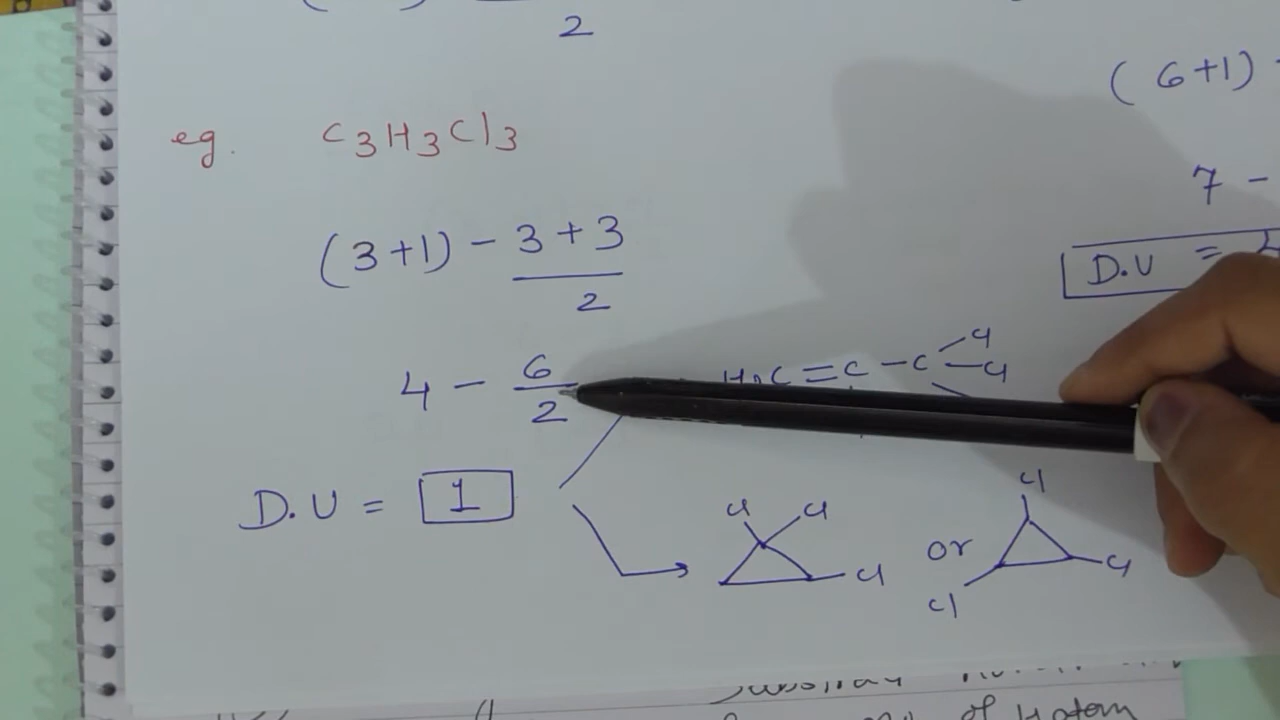 2
eg. C3H3Cl3
(3+1) - 3+3
2
(6+1)
4 - 6
2
7 -
D.U =
H2C=C-C Cl
Cl
D.U = 1
Cl Cl
Cl
or
Cl
Cl
Cl
of H atom